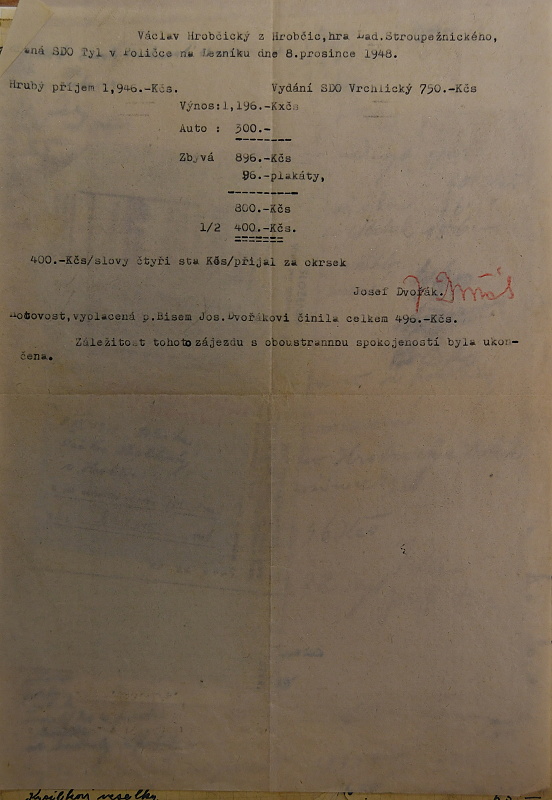 Václav Hrobčický z Hrobčic,hra Lad.Stroupežnického,
aná SDO Tyl v Poličce na Lezníku dne 8.prosince 1948.
Hrubý příjem 1,946.-Kčs. Vydání SDO Vrchlický 750.-Kčs
Výnos:1,196.-Kxčs
Auto : 300.-
Zbývá 896.-Kčs
96.-plakáty,
800.-Kčs
1/2 400.-Kčs.
400.-Kčs/slovy čtyři sta Kčs/přijal za okrsek
Josef Dvořák.
Hotovost,vyplacená p.Bisem Jos.Dvořákovi činila celkem 496.-Kčs.
Záležitost tohoto zájezdu s oboustrannou spokojeností byla ukon-
čena.